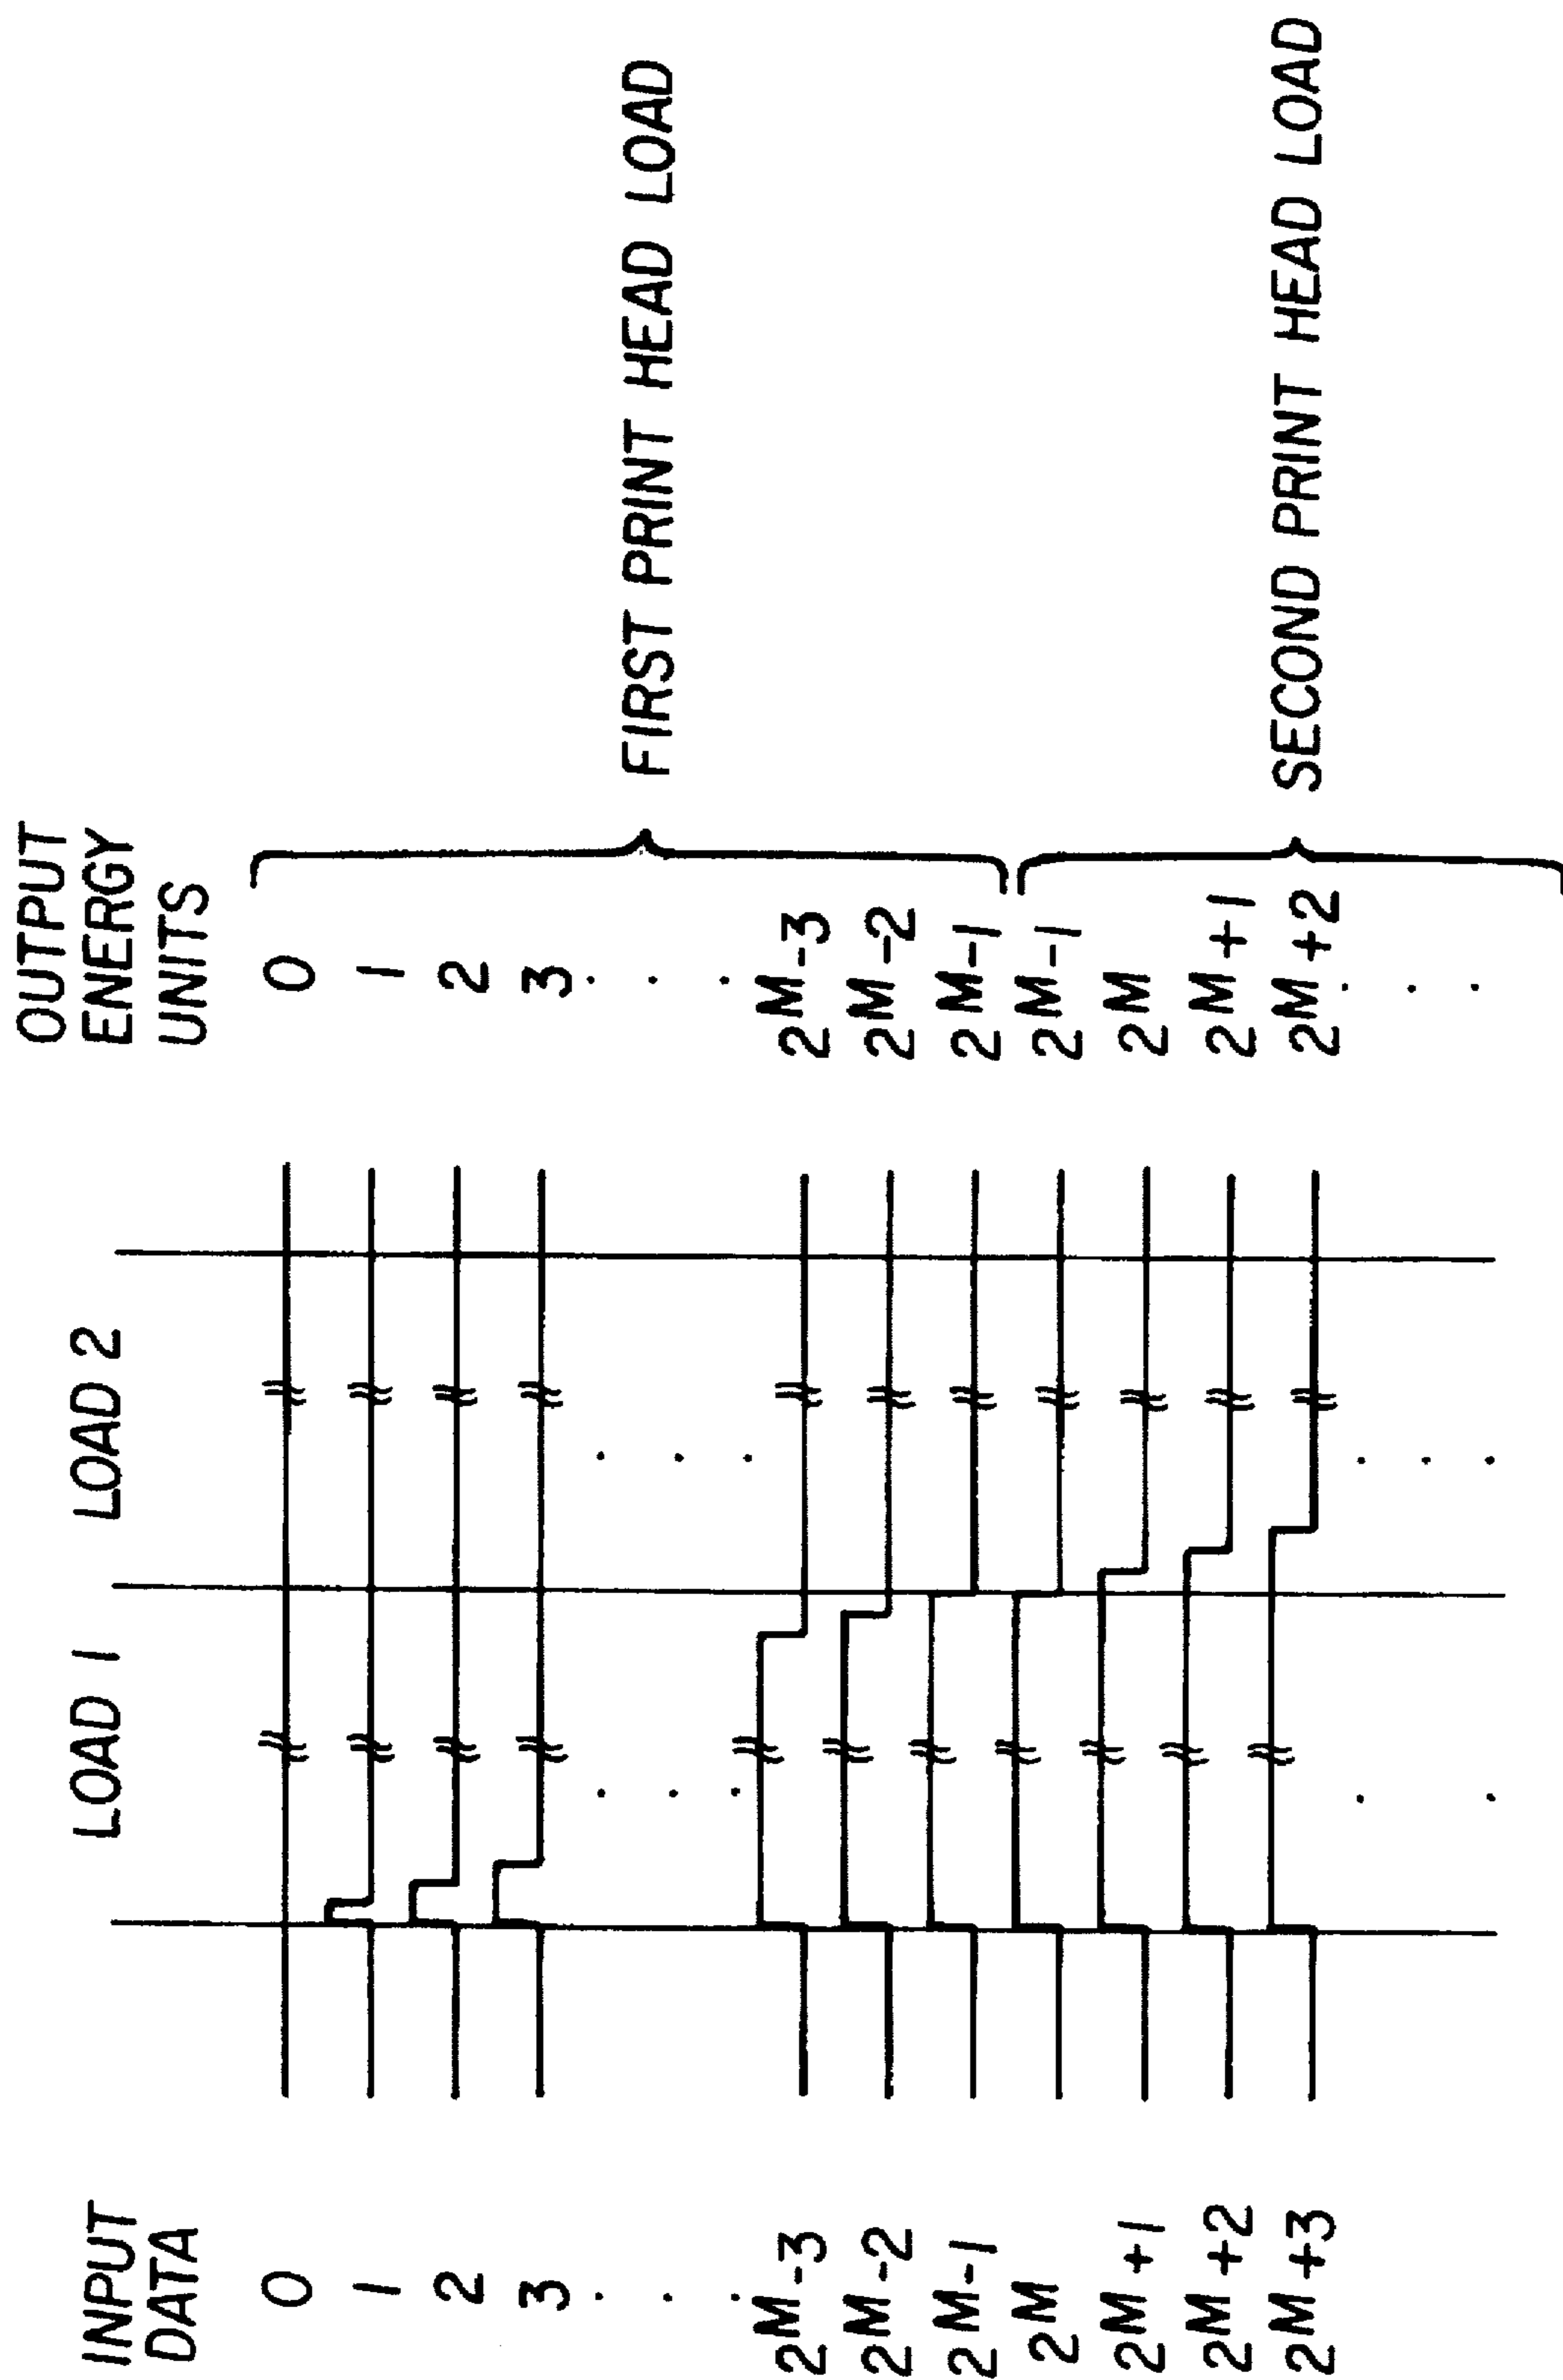 INPUT
DATA
LOAD 1
LOAD 2
OUTPUT
ENERGY
UNITS
0
0
1
1
2
2
3
3
2M-3
2M-3
2M-2
2M-2
2M-1
2M-1
FIRST PRINT HEAD LOAD
2M
2M-1
2M+1
2M
2M+2
2M+1
2M+3
2M+2
SECOND PRINT HEAD LOAD